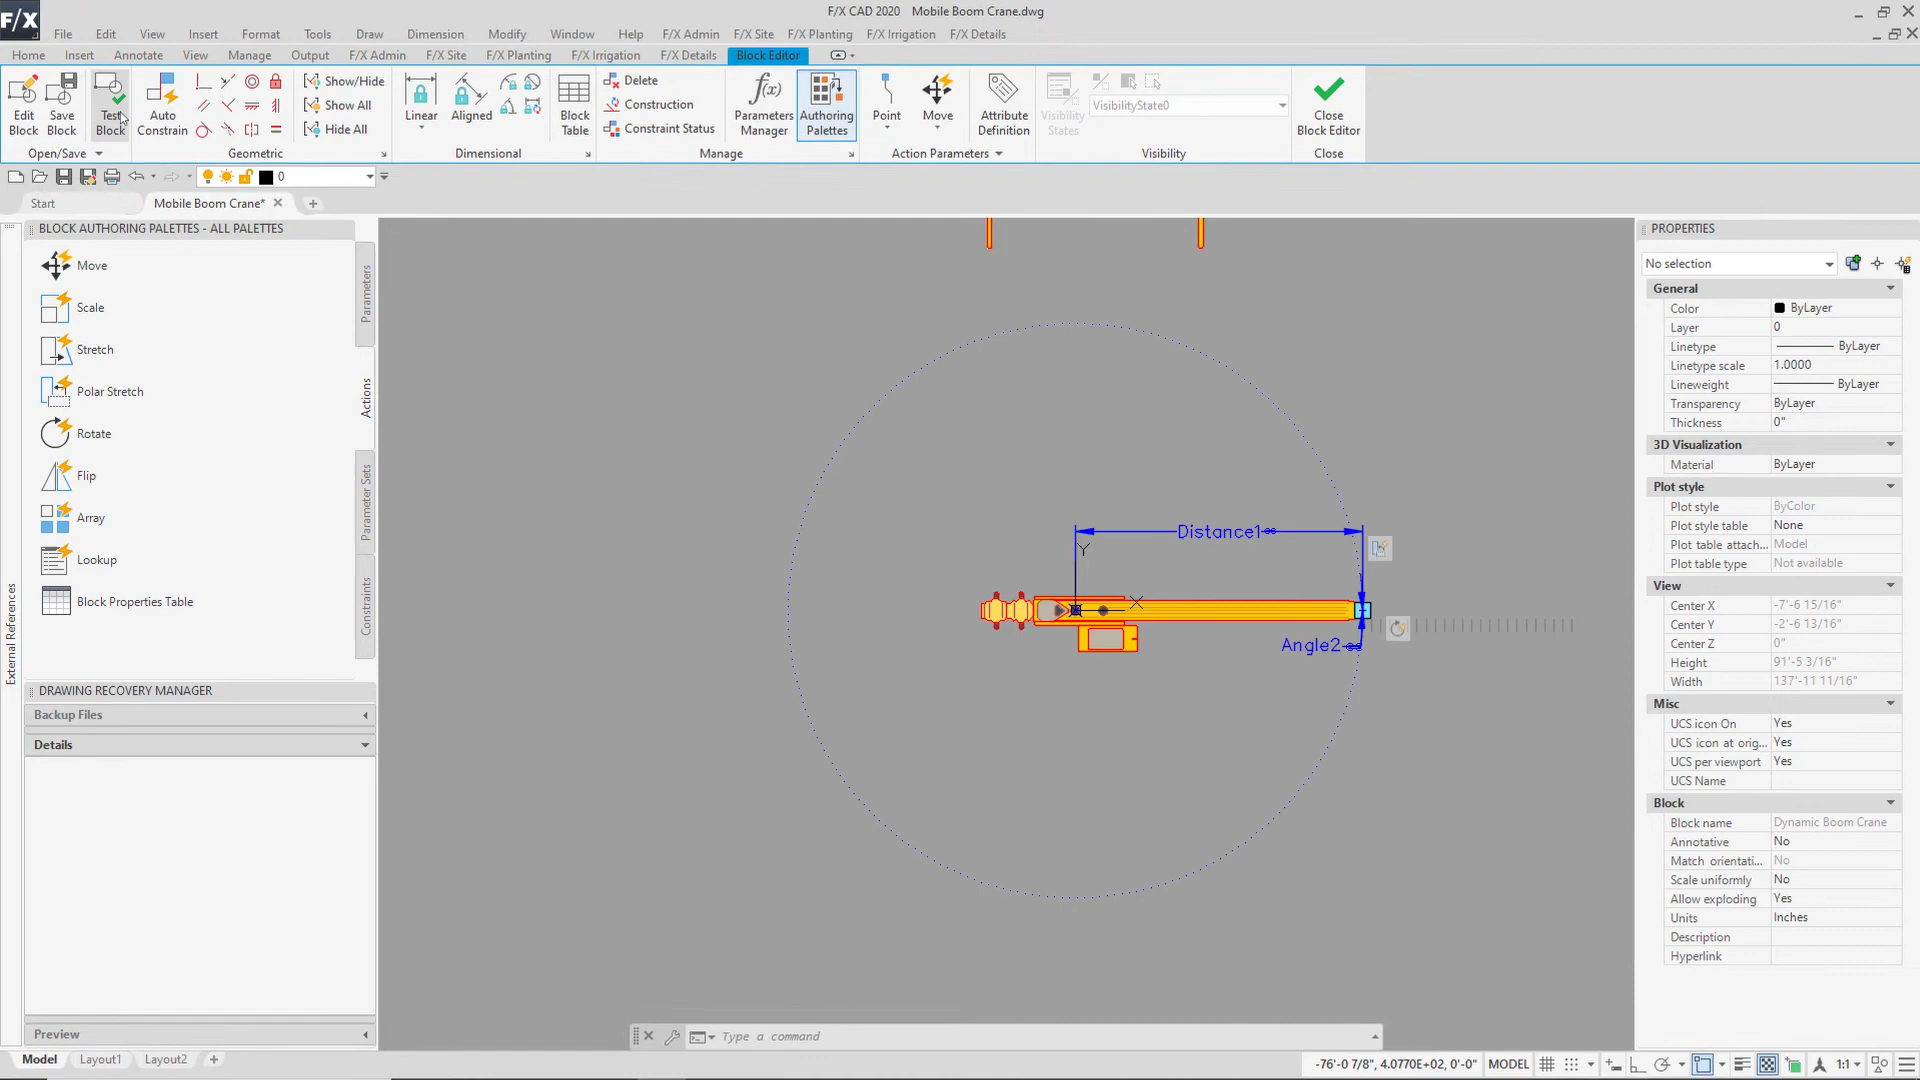 F/X
F/X CAD 2020 Mobile Boom Crane.dwg
File Edit View Insert Format Tools Draw Dimension Modify Window Help F/X Admin F/X Site F/X Planting F/X Irrigation F/X Details
Home Insert Annotate View Manage Output F/X Admin F/X Site F/X Planting F/X Irrigation F/X Details Block Editor
Edit Block
Save Block
Test Block
Auto Constrain
Show/Hide
Show All
Hide All
Linear
Aligned
Block Table
Delete
Construction
Constraint Status
Parameters Manager
Authoring Palettes
Point
Move
Attribute Definition
Visibility States
VisibilityState0
Close Block Editor
Open/Save Geometric Dimensional Manage Action Parameters Visibility Close
0
Start Mobile Boom Crane*
BLOCK AUTHORING PALETTES - ALL PALETTES
Move
Scale
Stretch
Polar Stretch
Rotate
Flip
Array
Lookup
Block Properties Table
Parameters
Actions
Parameter Sets
Constraints
External References
DRAWING RECOVERY MANAGER
Backup Files
Details
Preview
Distance1
Y
X
Angle2
PROPERTIES
No selection
General
Color ByLayer
Layer 0
Linetype ByLayer
Linetype scale 1.0000
Lineweight ByLayer
Transparency ByLayer
Thickness 0"
3D Visualization
Material ByLayer
Plot style
Plot style ByColor
Plot style table None
Plot table attach... Model
Plot table type Not available
View
Center X -7'-6 15/16"
Center Y -2'-6 13/16"
Center Z 0"
Height 91'-5 3/16"
Width 137'-11 11/16"
Misc
UCS icon On Yes
UCS icon at orig... Yes
UCS per viewport Yes
UCS Name
Block
Block name Dynamic Boom Crane
Annotative No
Match orientati... No
Scale uniformly No
Allow exploding Yes
Units Inches
Description
Hyperlink
Type a command
Model Layout1 Layout2
-76'-0 7/8", 4.0770E+02, 0'-0" MODEL 1:1